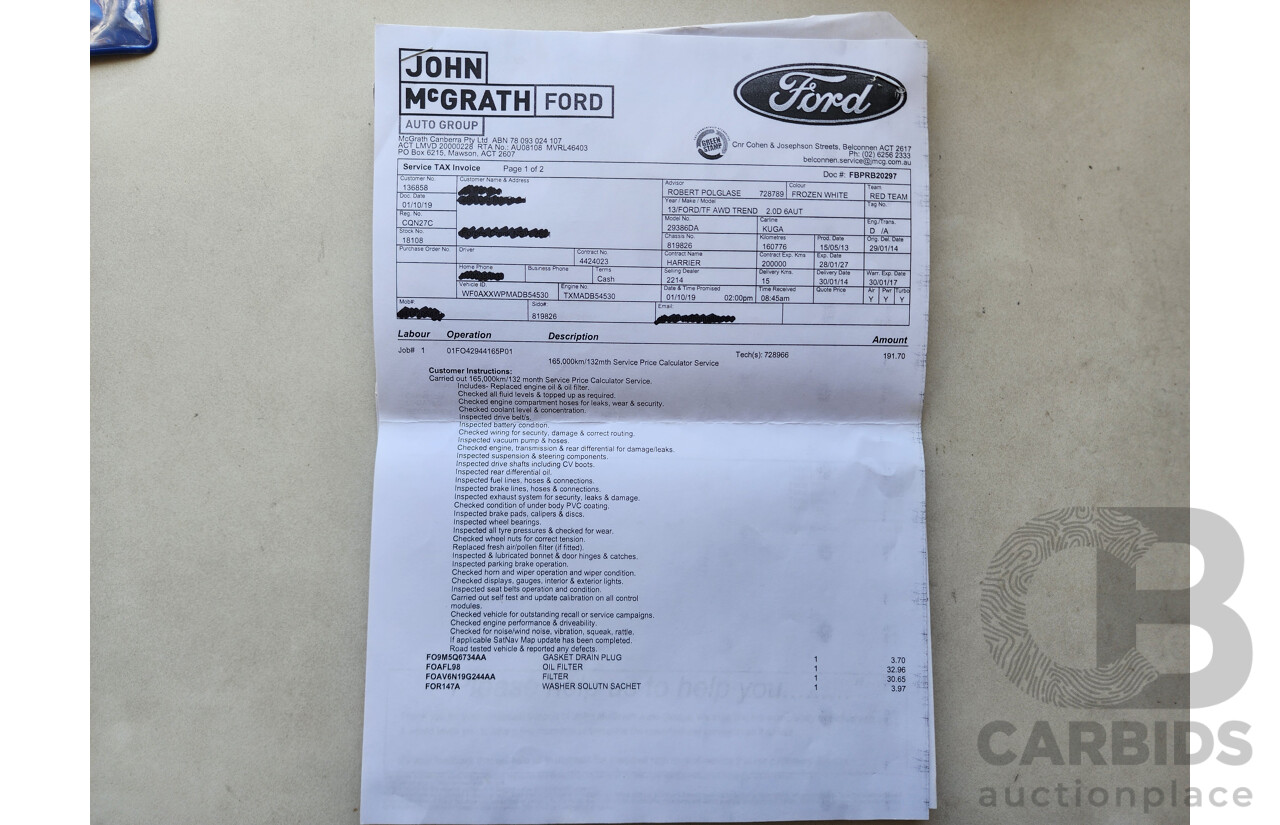 JOHN
McGRATH FORD
AUTO GROUP
Ford
McGrath Canberra Pty Ltd ABN 78 093 024 107
ACT LMVD 20000228 RTA No.: AU08108 MVRL46403
PO Box 6215, Mawson, ACT 2607
GREEN STAMP
Cnr Cohen & Josephson Streets, Belconnen ACT 2617
Ph: (02) 6256 2333
belconnen.service@jmcg.com.au
Service TAX Invoice Page 1 of 2 Doc #: FBPRB20297
Customer No. Customer Name & Address Advisor Colour Team
136858 ROBERT POLGLASE 728789 FROZEN WHITE RED TEAM
Doc. Date Year / Make / Model Tag No.
01/10/19 13/FORD/TF AWD TREND 2.0D 6AUT
Reg. No. Model No. Carline Eng./Trans.
CQN27C 29386DA KUGA D /A
Stock No. Chassis No. Kilometres Prod. Date Orig. Del. Date
18108 819826 160776 15/05/13 29/01/14
Purchase Order No. Driver Contract No. Contract Name Contract Exp. Kms Exp. Date
4424023 HARRIER 200000 28/01/27
Home Phone Business Phone Terms Selling Dealer Delivery Kms. Delivery Date Warr. Exp. Date
Cash 2214 15 30/01/14 30/01/17
Vehicle ID. Engine No. Date & Time Promised Time Received Quote Price Air Pwr Turbo
WF0AXXWPMADB54530 TXMADB54530 01/10/19 02:00pm 08:45am Y Y Y
Mob#: Sido#: Email:
819826
Labour Operation Description Amount
Job# 1 01FO42944165P01 Tech(s): 728966 191.70
165,000km/132mth Service Price Calculator Service
Customer Instructions:
Carried out 165,000km/132 month Service Price Calculator Service.
Includes- Replaced engine oil & oil filter.
Checked all fluid levels & topped up as required.
Checked engine compartment hoses for leaks, wear & security.
Checked coolant level & concentration.
Inspected drive belt/s.
Inspected battery condition.
Checked wiring for security, damage & correct routing.
Inspected vacuum pump & hoses.
Checked engine, transmission & rear differential for damage/leaks.
Inspected suspension & steering components.
Inspected drive shafts including CV boots.
Inspected rear differential oil.
Inspected fuel lines, hoses & connections.
Inspected brake lines, hoses & connections.
Inspected exhaust system for security, leaks & damage.
Checked condition of under body PVC coating.
Inspected brake pads, calipers & discs.
Inspected wheel bearings.
Inspected all tyre pressures & checked for wear.
Checked wheel nuts for correct tension.
Replaced fresh air/pollen filter (if fitted).
Inspected & lubricated bonnet & door hinges & catches.
Inspected parking brake operation.
Checked horn and wiper operation and wiper condition.
Checked displays, gauges, interior & exterior lights.
Inspected seat belts operation and condition.
Carried out self test and update calibration on all control
modules.
Checked vehicle for outstanding recall or service campaigns.
Checked engine performance & driveability.
Checked for noise/wind noise, vibration, squeak, rattle.
If applicable SatNav Map update has been completed.
Road tested vehicle & reported any defects.
FO9M5Q6734AA GASKET DRAIN PLUG 1 3.70
FOAFL98 OIL FILTER 1 32.96
FOAV6N19G244AA FILTER 1 30.65
FOR147A WASHER SOLUTN SACHET 1 3.97
to help you
CB
CARBIDS
auctionplace